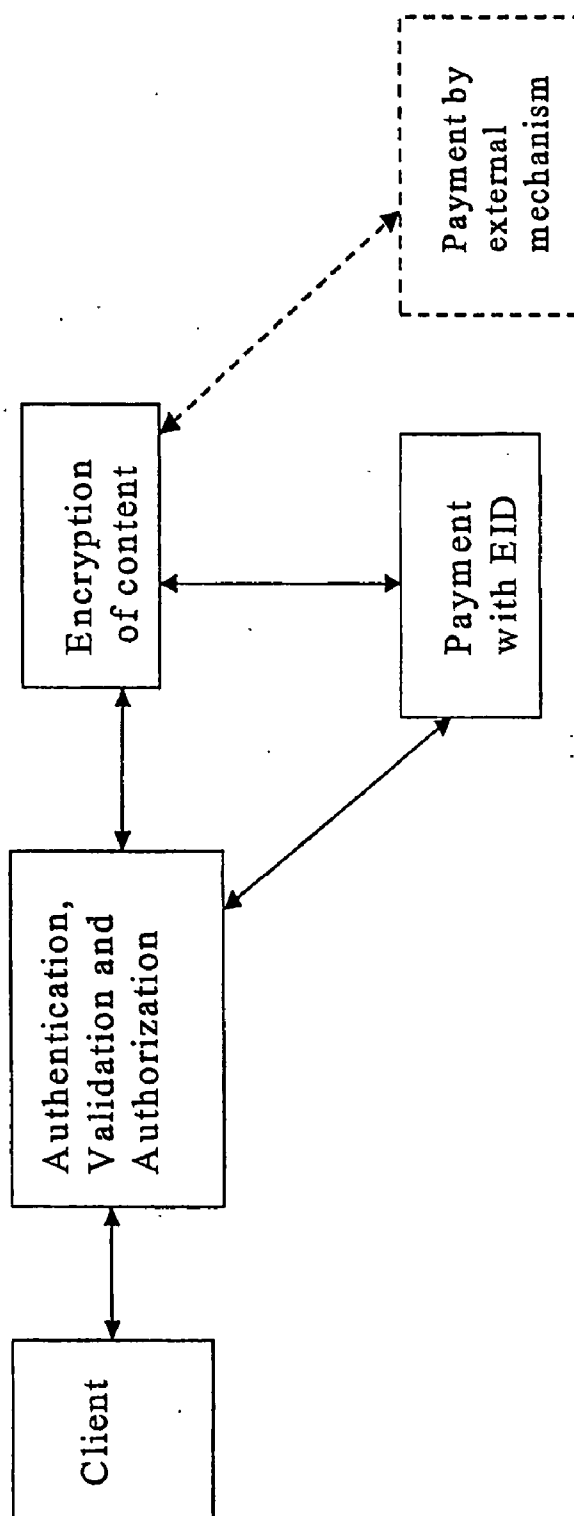 Client
Authentication,
Validation and
Authorization
Encryption
of content
Payment
with EID
Payment by
external
mechanism